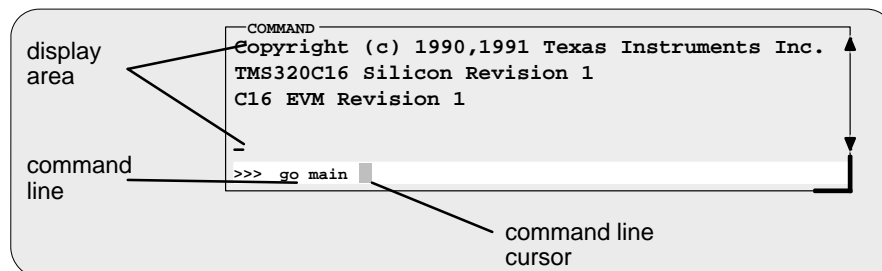 COMMAND
display
area
Copyright (c) 1990,1991 Texas Instruments Inc.
TMS320C16 Silicon Revision 1
C16 EVM Revision 1
command
line
>>> go main
command line
cursor